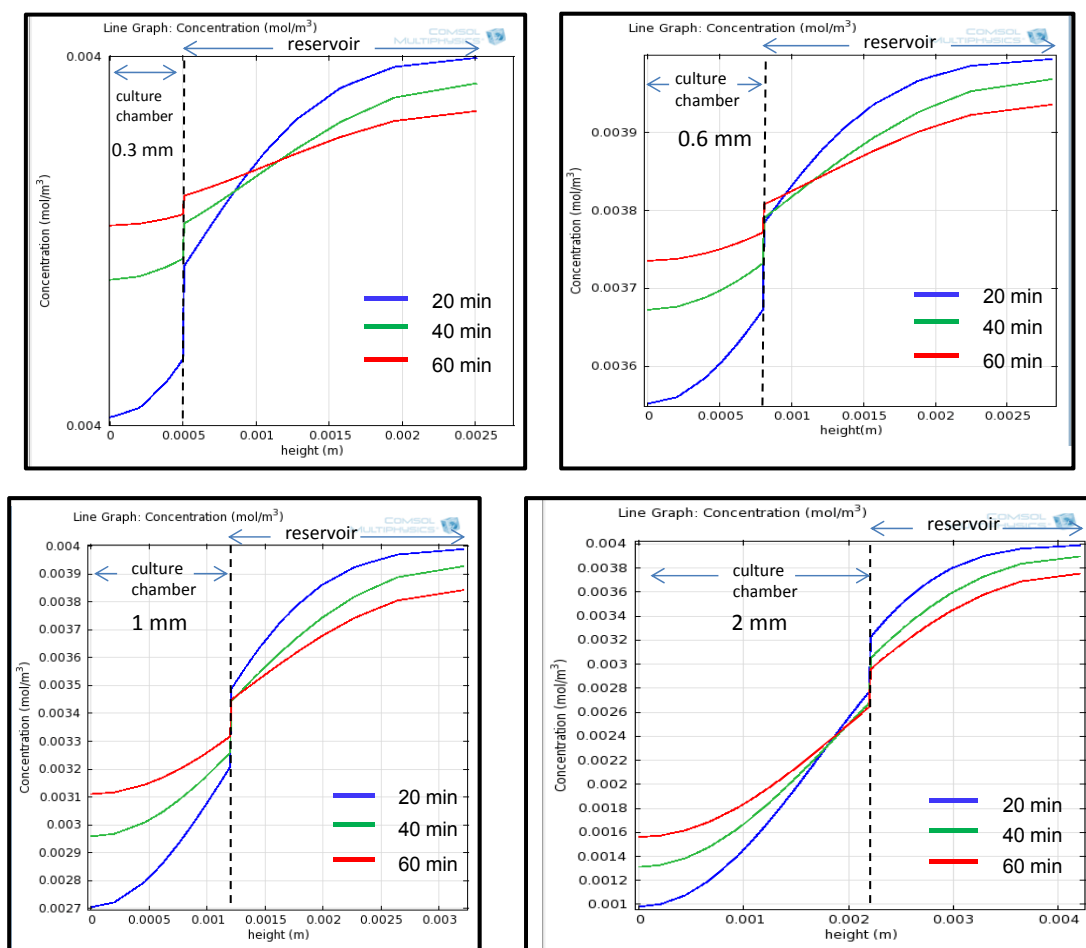 Line Graph: Concentration (mol/m³)
COMSOL
MULTIPHYSICS
reservoir
0.004
culture
chamber
0.3 mm
Concentration (mol/m³)
20 min
40 min
60 min
0.004
0 0.0005 0.001 0.0015 0.002 0.0025
height (m)
Line Graph: Concentration (mol/m³)
COMSOL
MULTIPHYSICS
reservoir
culture
chamber
0.6 mm
0.0039
0.0038
0.0037
0.0036
Concentration (mol/m³)
20 min
40 min
60 min
0 0.0005 0.001 0.0015 0.002 0.0025
height(m)
Line Graph: Concentration (mol/m³)
COMSOL
MULTIPHYSICS
reservoir
culture
chamber
1 mm
0.004
0.0039
0.0038
0.0037
0.0036
0.0035
0.0034
0.0033
0.0032
0.0031
0.003
0.0029
0.0028
0.0027
Concentration (mol/m³)
20 min
40 min
60 min
0 0.0005 0.001 0.0015 0.002 0.0025 0.003
height (m)
Line Graph: Concentration (mol/m³)
COMSOL
MULTIPHYSICS
reservoir
culture
chamber
2 mm
0.004
0.0038
0.0036
0.0034
0.0032
0.003
0.0028
0.0026
0.0024
0.0022
0.002
0.0018
0.0016
0.0014
0.0012
0.001
Concentration (mol/m³)
20 min
40 min
60 min
0 0.001 0.002 0.003 0.004
height (m)